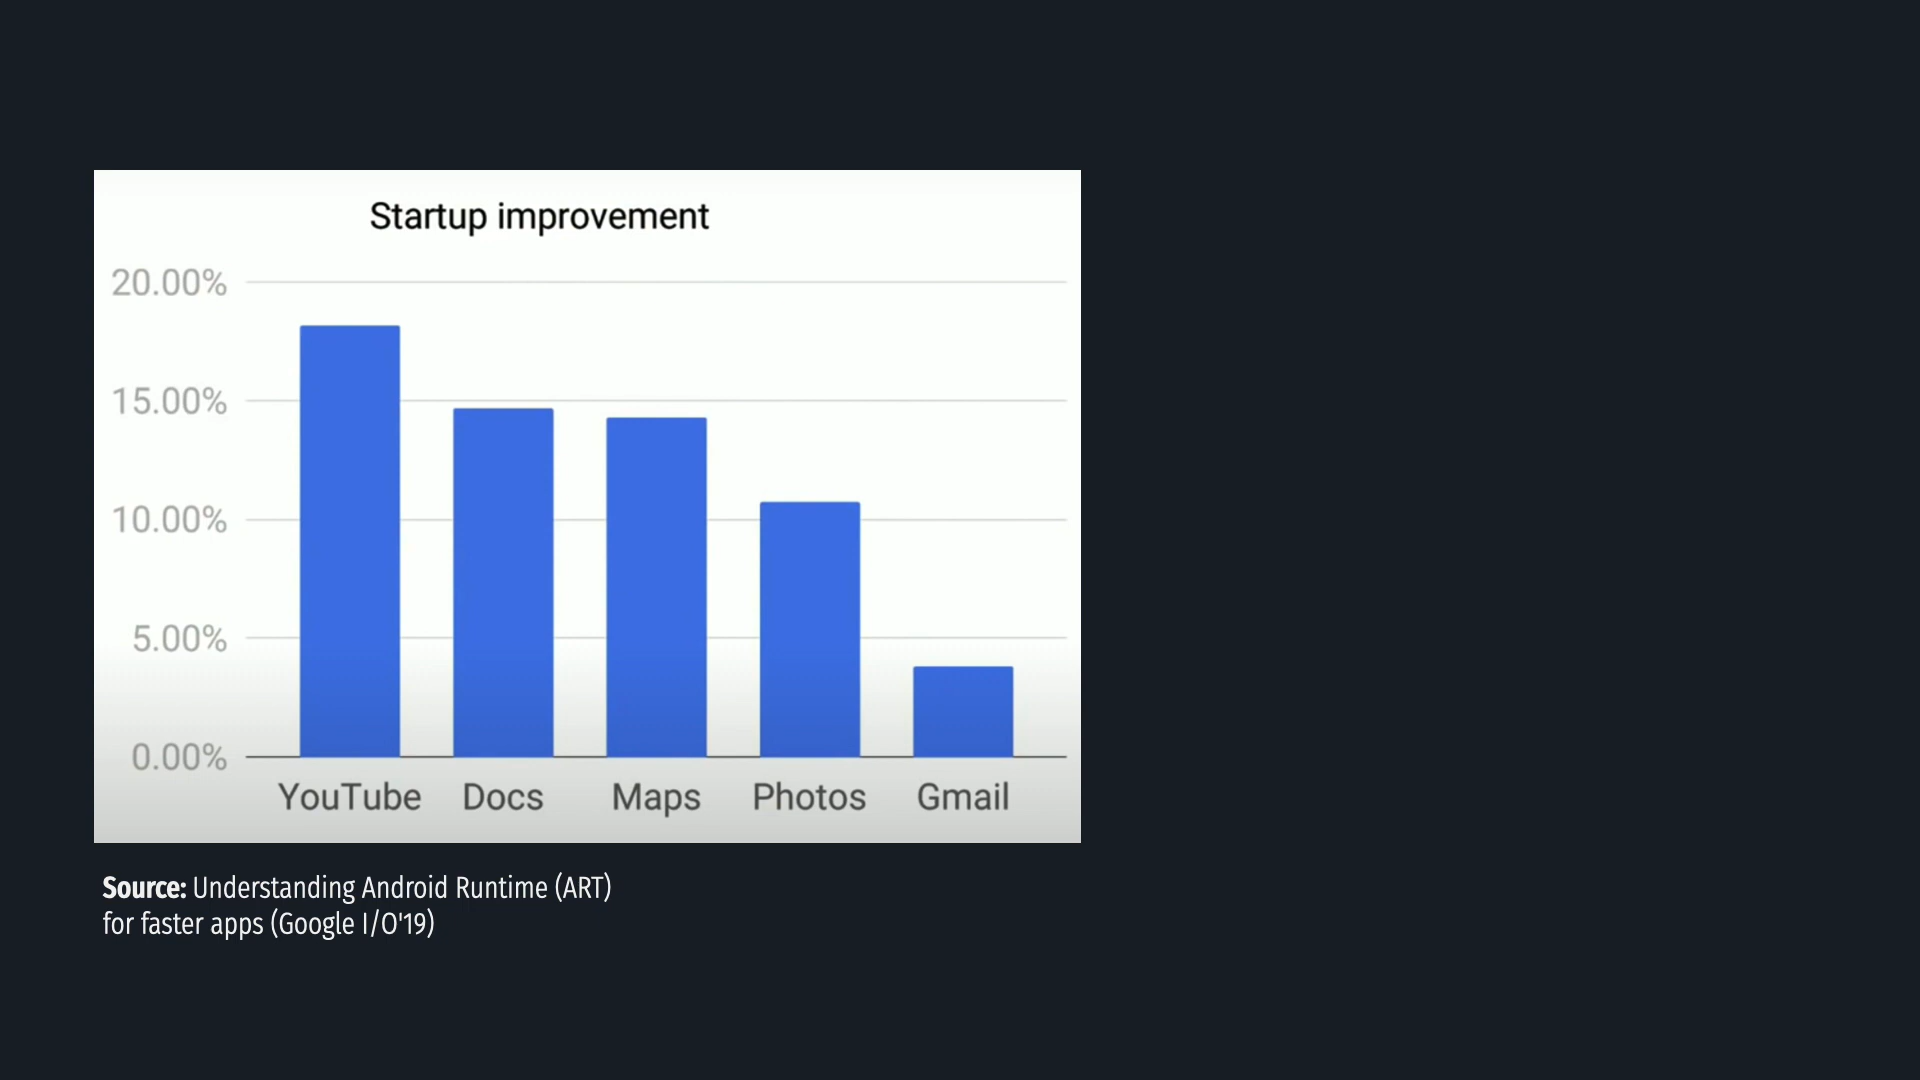 Startup improvement
20.00%
15.00%
10.00%
5.00%
0.00%
YouTube Docs Maps Photos Gmail
Source: Understanding Android Runtime (ART)
for faster apps (Google I/O'19)